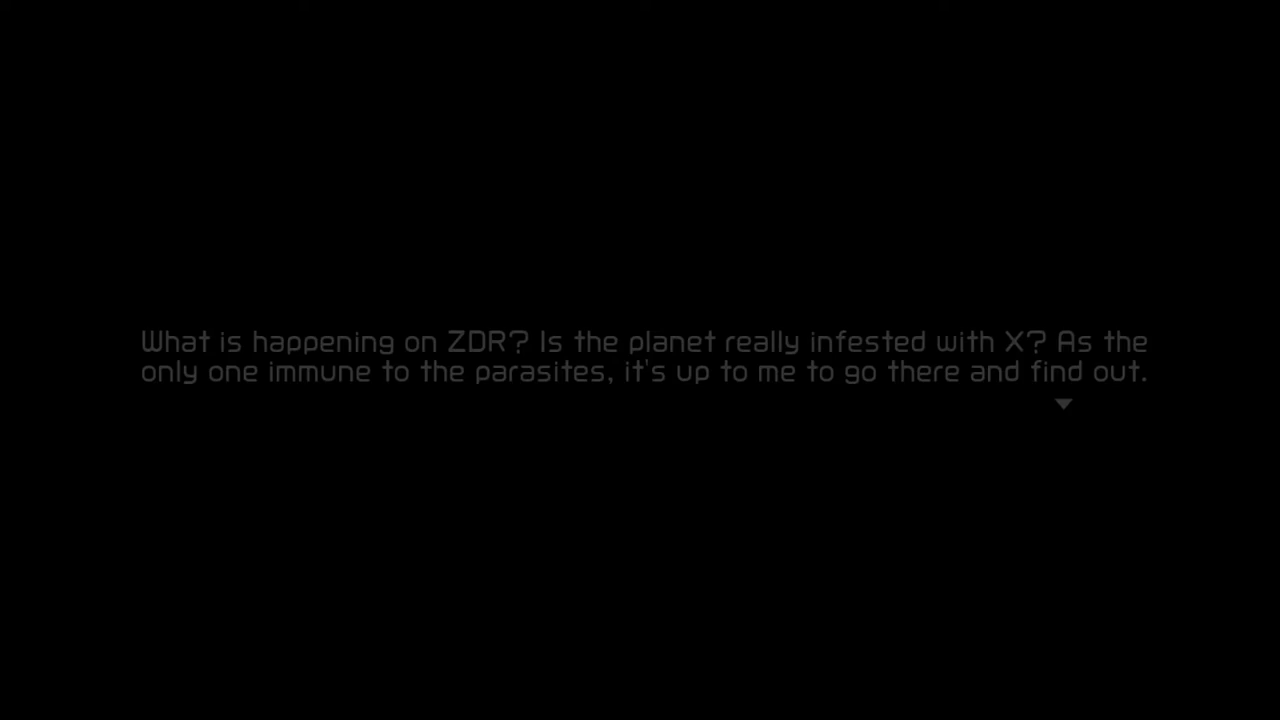 What is happening on ZDR? Is the planet really infested with X? As the
only one immune to the parasites, it's up to me to go there and find out.